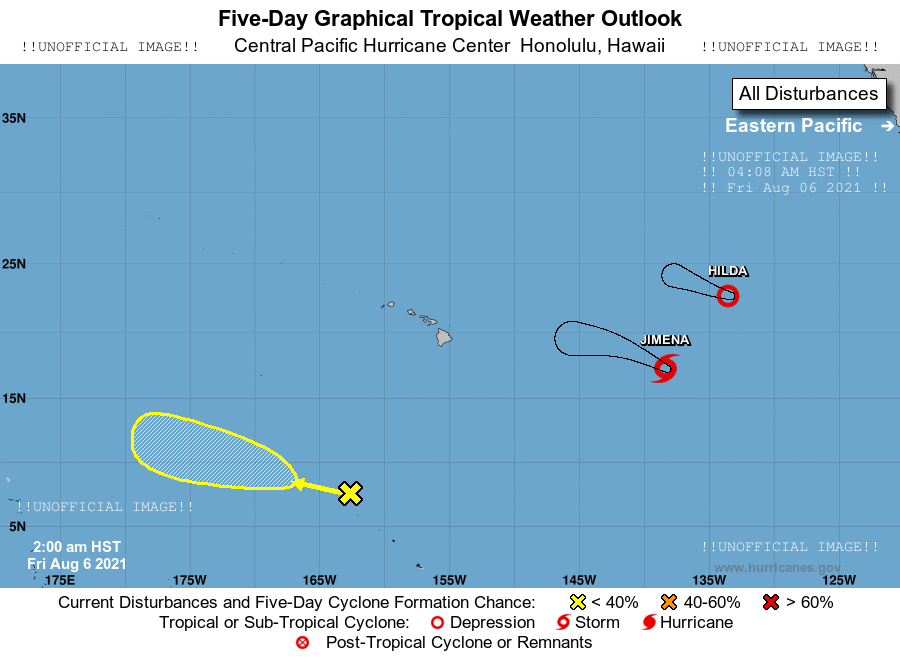 Five-Day Graphical Tropical Weather Outlook
!!UNOFFICIAL IMAGE!! Central Pacific Hurricane Center Honolulu, Hawaii !!UNOFFICIAL IMAGE!!
All Disturbances
35N
Eastern Pacific →
!!UNOFFICIAL IMAGE!!
!! 04:08 AM HST !!
!! Fri Aug 06 2021 !!
25N
HILDA
JIMENA
15N
!!UNOFFICIAL IMAGE!!
5N
2:00 am HST
Fri Aug 6 2021
!!UNOFFICIAL IMAGE!!
www.hurricanes.gov
175E 175W 165W 155W 145W 135W 125W
Current Disturbances and Five-Day Cyclone Formation Chance: < 40% 40-60% > 60%
Tropical or Sub-Tropical Cyclone: Depression Storm Hurricane
Post-Tropical Cyclone or Remnants